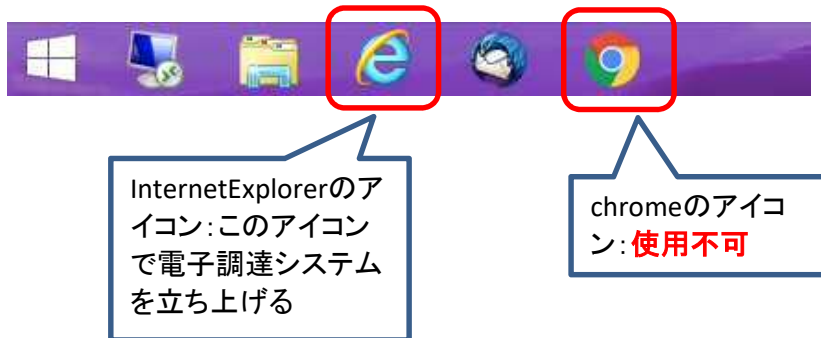 InternetExplorerのア
イコン：このアイコン
で電子調達システム
を立ち上げる
chromeのアイコ
ン：使用不可